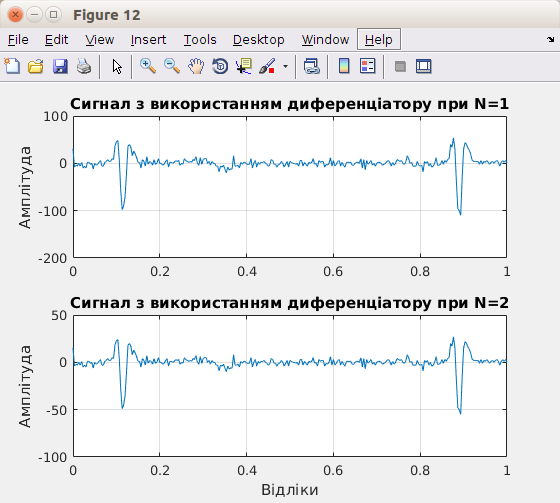 Figure 12
File Edit View Insert Tools Desktop Window Help
Сигнал з використанням диференціатору при N=1
100
0
-100
-200
Амплітуда
0 0.2 0.4 0.6 0.8 1
Сигнал з використанням диференціатору при N=2
50
0
-50
-100
Амплітуда
0 0.2 0.4 0.6 0.8 1
Відліки